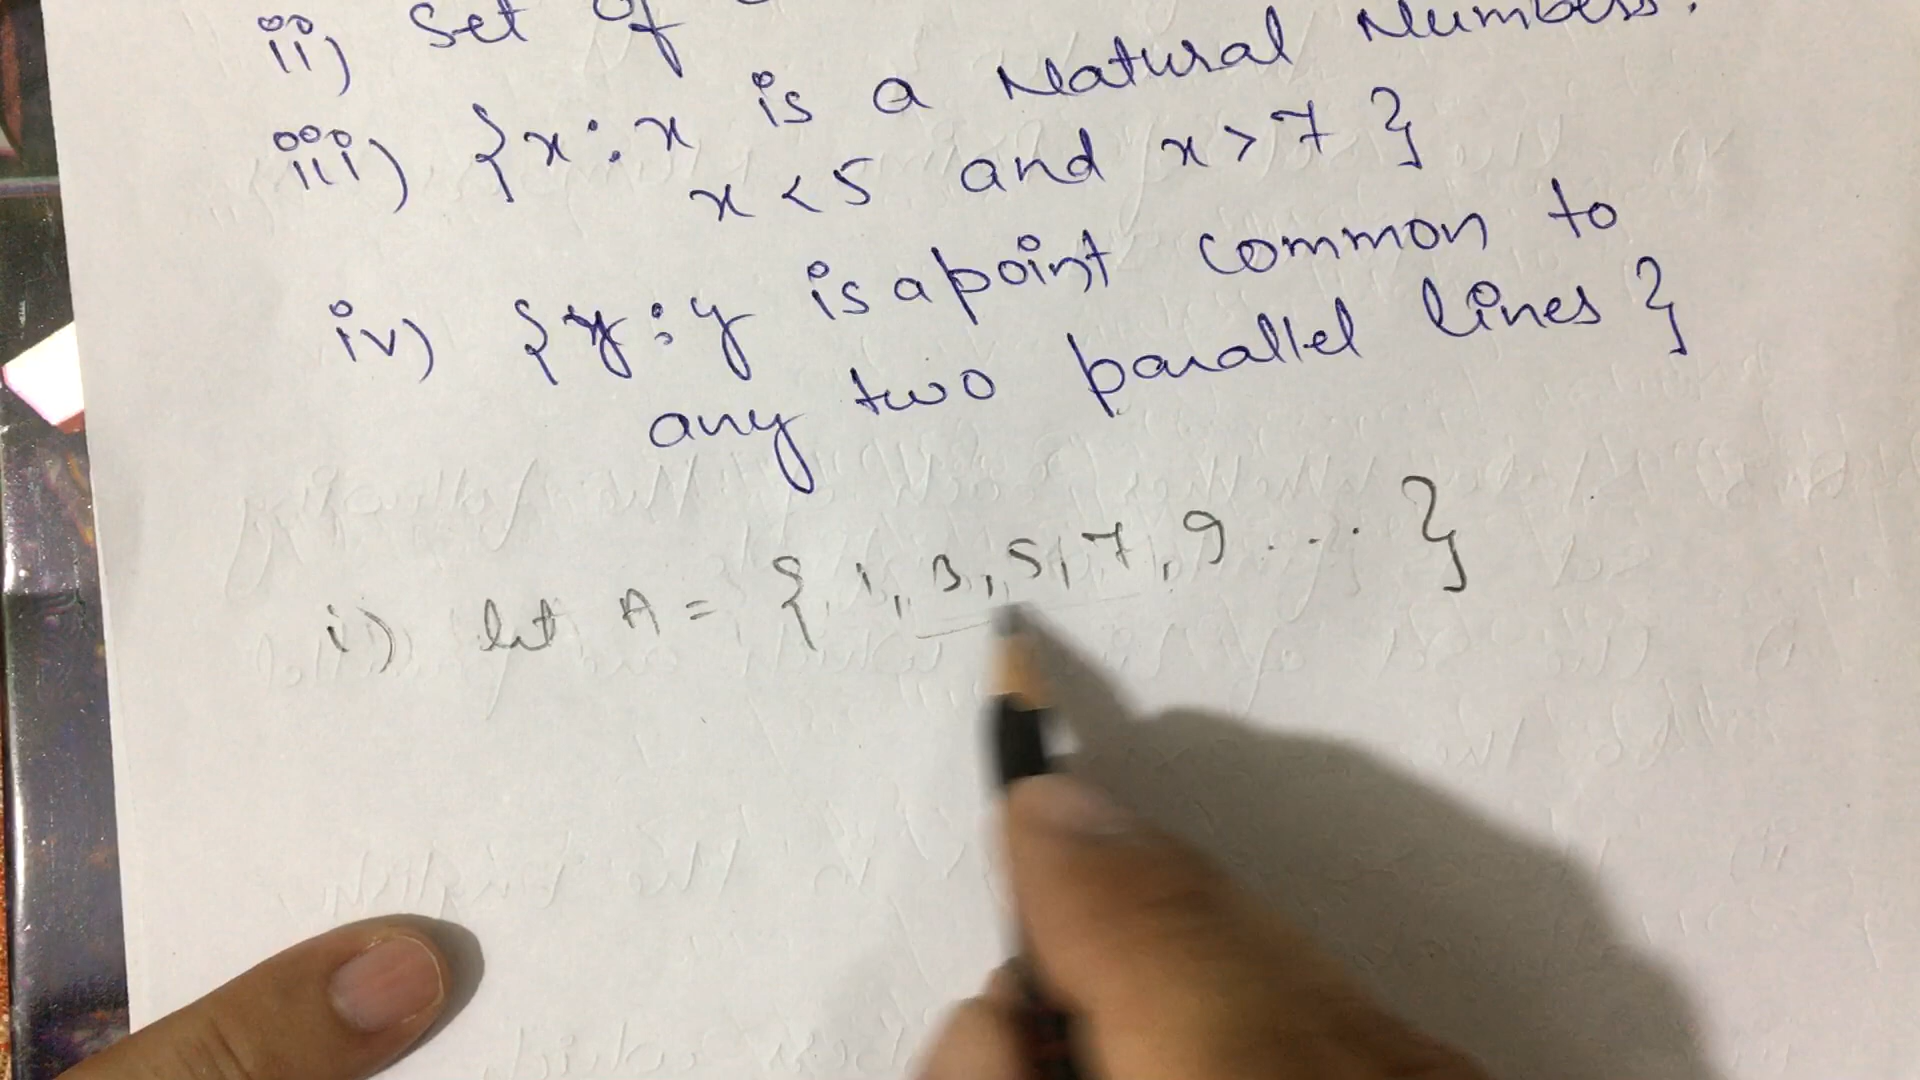 ii) Set of Numbers.
iii) {x : x is a Natural
x < 5 and x > 7 }
iv) {y : y is a point common to
any two parallel lines }
i) let A = { 1, 3, 5, 7, 9 . . . }